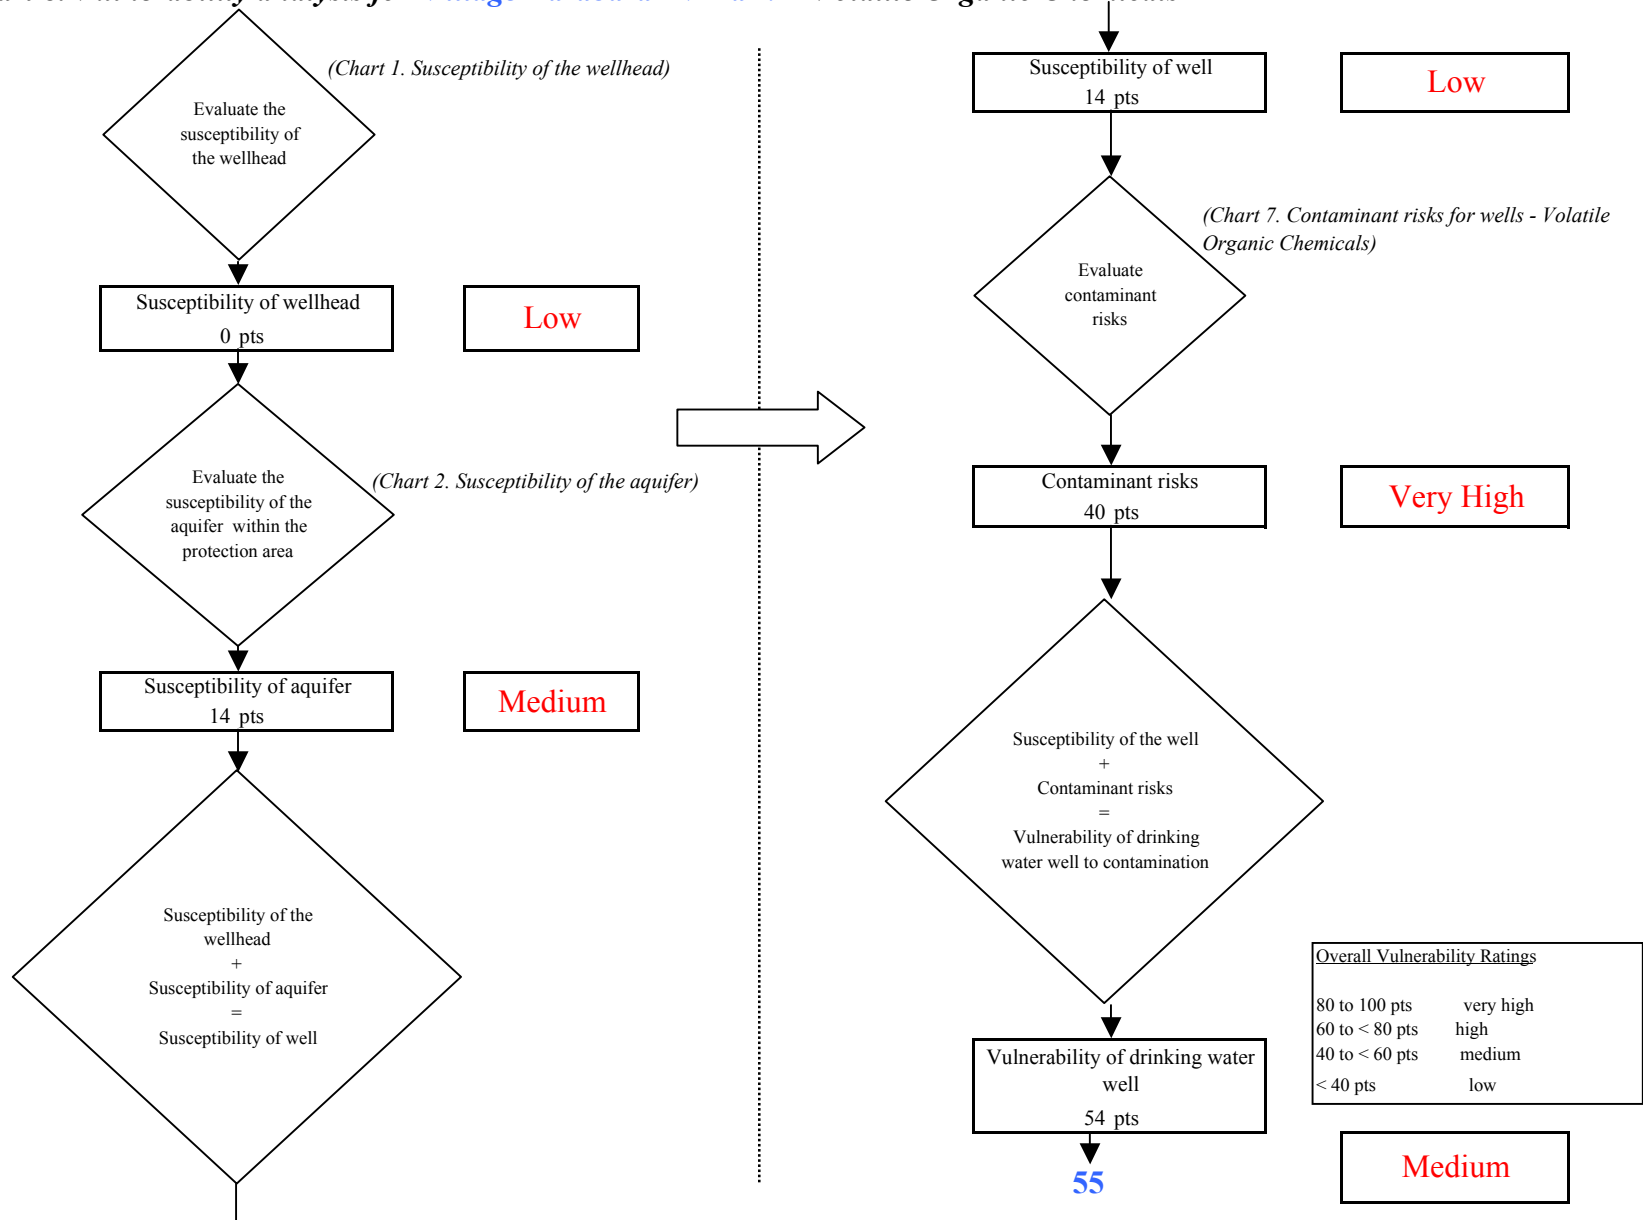 (Chart 1. Susceptibility of the wellhead)
Evaluate the
susceptibility of
the wellhead
Susceptibility of wellhead
0 pts
Low
Evaluate the
susceptibility of the
aquifer within the
protection area
(Chart 2. Susceptibility of the aquifer)
Susceptibility of aquifer
14 pts
Medium
Susceptibility of the
wellhead
+
Susceptibility of aquifer
=
Susceptibility of well
Susceptibility of well
14 pts
Low
(Chart 7. Contaminant risks for wells - Volatile
Organic Chemicals)
Evaluate
contaminant
risks
Contaminant risks
40 pts
Very High
Susceptibility of the well
+
Contaminant risks
=
Vulnerability of drinking
water well to contamination
Overall Vulnerability Ratings
80 to 100 pts very high
60 to < 80 pts high
40 to < 60 pts medium
< 40 pts low
Vulnerability of drinking water
well
54 pts
55
Medium